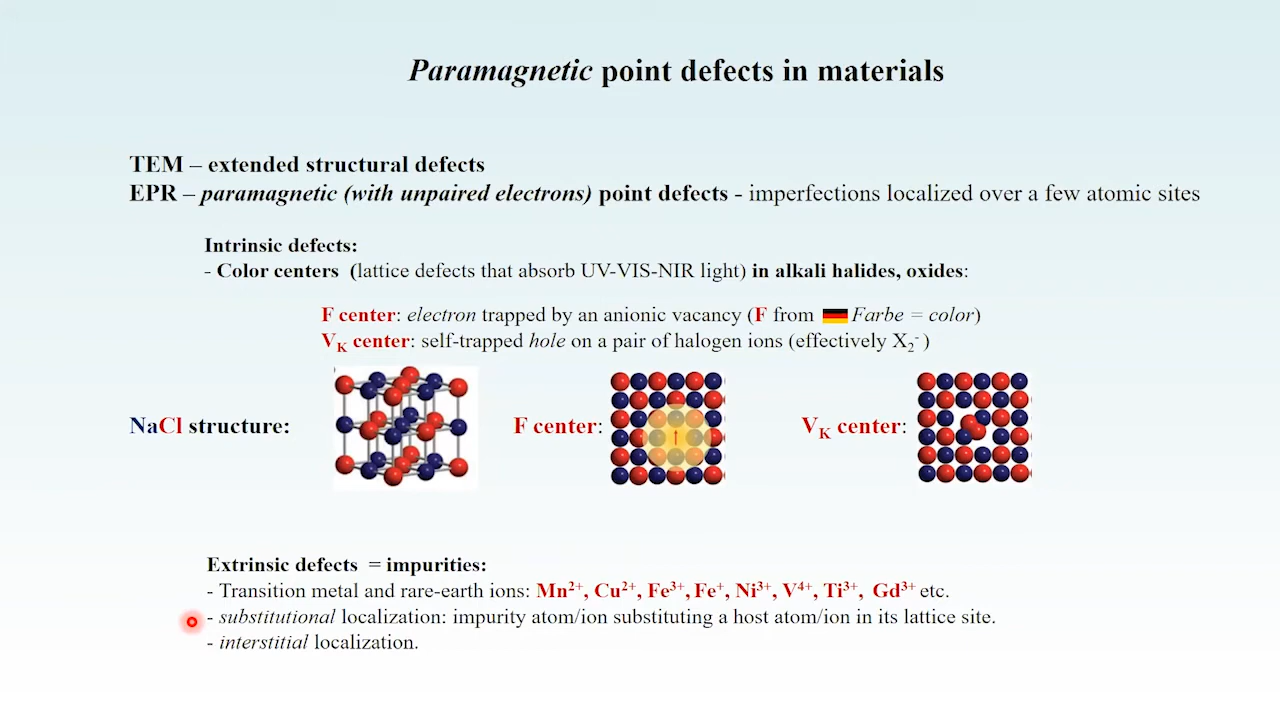 Paramagnetic point defects in materials
TEM – extended structural defects
EPR – paramagnetic (with unpaired electrons) point defects - imperfections localized over a few atomic sites
Intrinsic defects:
- Color centers (lattice defects that absorb UV-VIS-NIR light) in alkali halides, oxides:
F center: electron trapped by an anionic vacancy (F from Farbe = color)
V_K center: self-trapped hole on a pair of halogen ions (effectively X₂⁻ )
NaCl structure:
F center:
V_K center:
Extrinsic defects = impurities:
- Transition metal and rare-earth ions: Mn²⁺, Cu²⁺, Fe³⁺, Fe⁺, Ni³⁺, V⁴⁺, Ti³⁺, Gd³⁺ etc.
- substitutional localization: impurity atom/ion substituting a host atom/ion in its lattice site.
- interstitial localization.